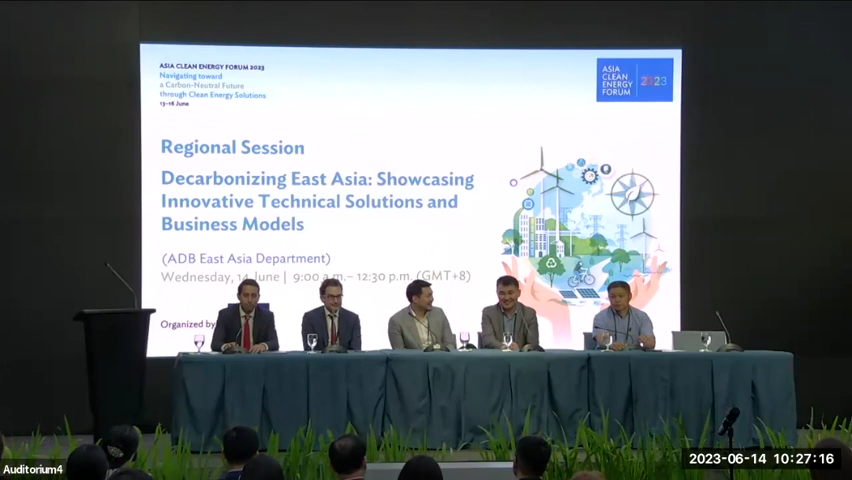 ASIA CLEAN ENERGY FORUM 2023
Navigating toward
a Carbon-Neutral Future
through Clean Energy Solutions
13-16 June
ASIA
CLEAN
ENERGY
FORUM
2023
Regional Session
Decarbonizing East Asia: Showcasing
Innovative Technical Solutions and
Business Models
(ADB East Asia Department)
Wednesday, 14 June | 9:00 a.m.– 12:30 p.m. (GMT+8)
Organized by
Auditorium4
2023-06-14 10:27:16